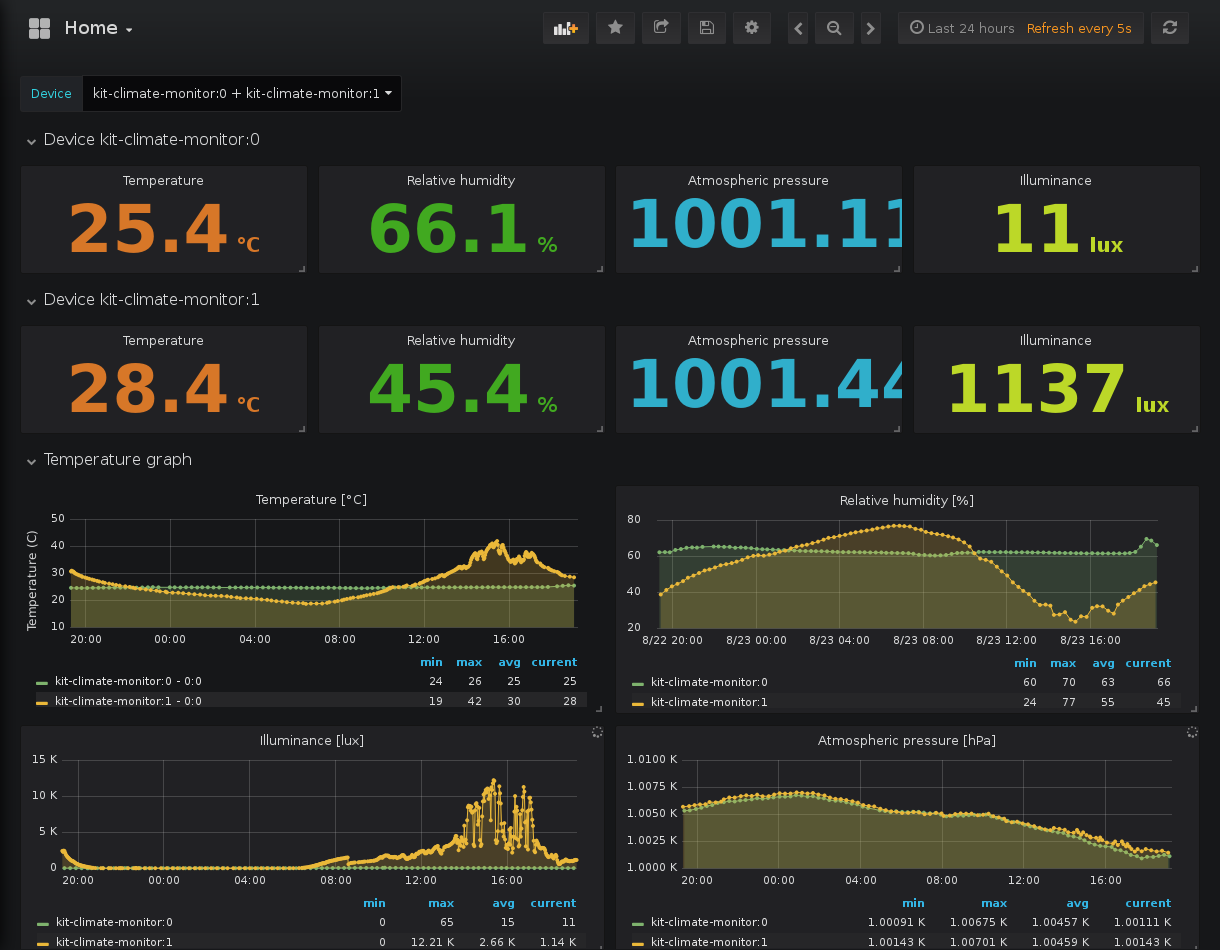 Home
Last 24 hours Refresh every 5s
Device kit-climate-monitor:0 + kit-climate-monitor:1
Device kit-climate-monitor:0
Temperature Relative humidity Atmospheric pressure Illuminance
25.4 °C 66.1 % 1001.11 11 lux
Device kit-climate-monitor:1
Temperature Relative humidity Atmospheric pressure Illuminance
28.4 °C 45.4 % 1001.44 1137 lux
Temperature graph
Temperature [°C]
Temperature (C)
50
40
30
20
10
20:00 00:00 04:00 08:00 12:00 16:00
min max avg current
kit-climate-monitor:0 - 0:0 24 26 25 25
kit-climate-monitor:1 - 0:0 19 42 30 28
Relative humidity [%]
80
60
40
20
8/22 20:00 8/23 00:00 8/23 04:00 8/23 08:00 8/23 12:00 8/23 16:00
min max avg current
kit-climate-monitor:0 60 70 63 66
kit-climate-monitor:1 24 77 55 45
Illuminance [lux]
15 K
10 K
5 K
0
20:00 00:00 04:00 08:00 12:00 16:00
min max avg current
kit-climate-monitor:0 0 65 15 11
kit-climate-monitor:1 0 12.21 K 2.66 K 1.14 K
Atmospheric pressure [hPa]
1.0100 K
1.0075 K
1.0050 K
1.0025 K
1.0000 K
20:00 00:00 04:00 08:00 12:00 16:00
min max avg current
kit-climate-monitor:0 1.00091 K 1.00675 K 1.00457 K 1.00111 K
kit-climate-monitor:1 1.00143 K 1.00701 K 1.00459 K 1.00143 K